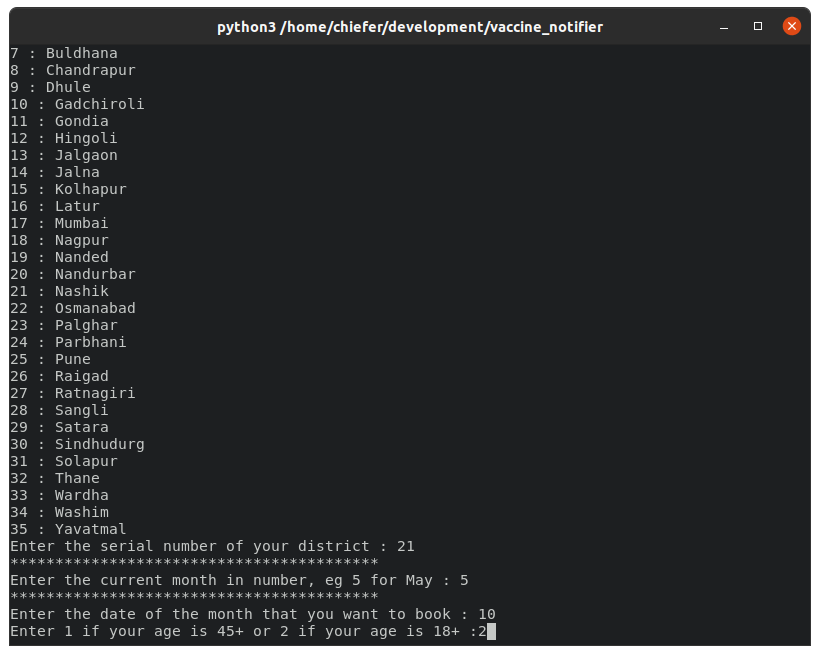 python3 /home/chiefer/development/vaccine_notifier
7 : Buldhana
8 : Chandrapur
9 : Dhule
10 : Gadchiroli
11 : Gondia
12 : Hingoli
13 : Jalgaon
14 : Jalna
15 : Kolhapur
16 : Latur
17 : Mumbai
18 : Nagpur
19 : Nanded
20 : Nandurbar
21 : Nashik
22 : Osmanabad
23 : Palghar
24 : Parbhani
25 : Pune
26 : Raigad
27 : Ratnagiri
28 : Sangli
29 : Satara
30 : Sindhudurg
31 : Solapur
32 : Thane
33 : Wardha
34 : Washim
35 : Yavatmal
Enter the serial number of your district : 21
*****************************************
Enter the current month in number, eg 5 for May : 5
*****************************************
Enter the date of the month that you want to book : 10
Enter 1 if your age is 45+ or 2 if your age is 18+ :2